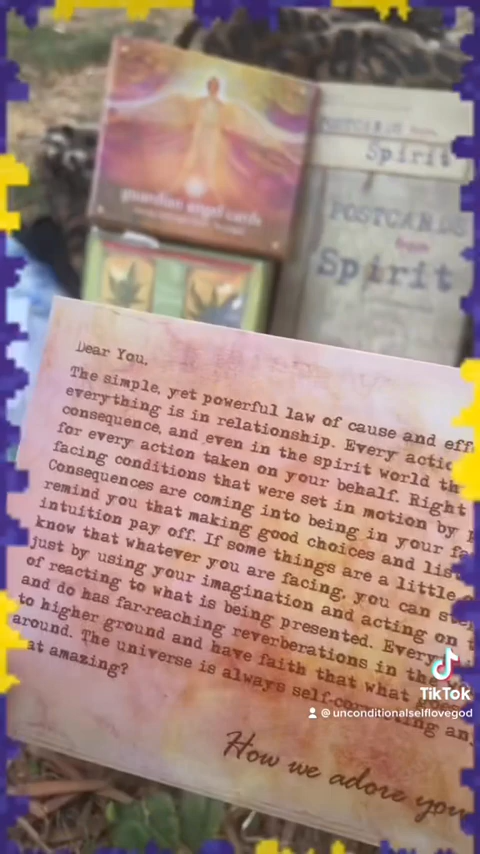 guardian angel cards
POSTCARDS
Spirit
POSTCARDS
from
Spirit
Dear You,
The simple, yet powerful law of cause and eff
everything is in relationship. Every actio
consequence, and even in the spirit world th
for every action taken on your behalf. Right
facing conditions that were set in motion by
Consequences are coming into being in your fa
remind you that making good choices and lis
intuition pay off. If some things are a little
know that whatever you are facing, you can ste
just by using your imagination and acting on
of reacting to what is being presented. Every
and do has far-reaching reverberations in the
to higher ground and have faith that what goes
around. The universe is always self-correcting an
at amazing?
How we adore you
TikTok
@unconditionalselflovegod